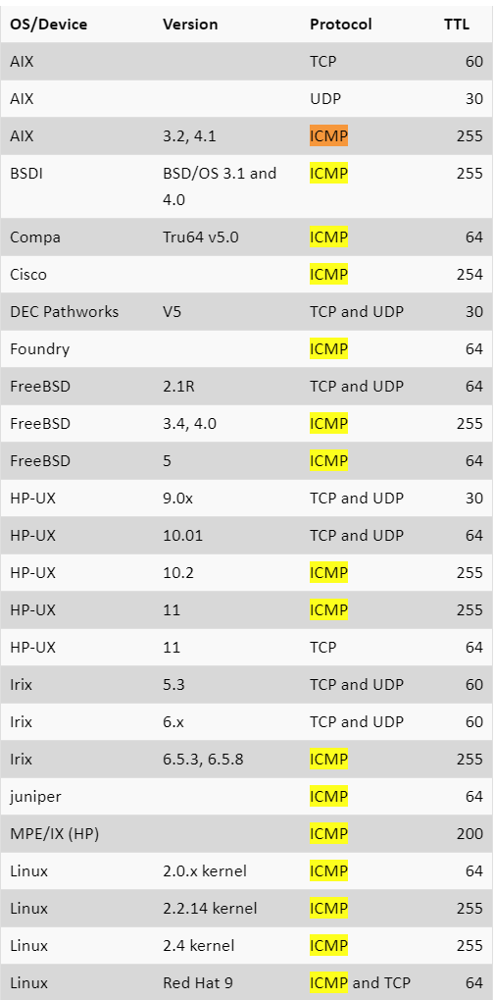 OS/Device Version Protocol TTL
AIX TCP 60
AIX UDP 30
AIX 3.2, 4.1 ICMP 255
BSDI BSD/OS 3.1 and ICMP 255
4.0
Compa Tru64 v5.0 ICMP 64
Cisco ICMP 254
DEC Pathworks V5 TCP and UDP 30
Foundry ICMP 64
FreeBSD 2.1R TCP and UDP 64
FreeBSD 3.4, 4.0 ICMP 255
FreeBSD 5 ICMP 64
HP-UX 9.0x TCP and UDP 30
HP-UX 10.01 TCP and UDP 64
HP-UX 10.2 ICMP 255
HP-UX 11 ICMP 255
HP-UX 11 TCP 64
Irix 5.3 TCP and UDP 60
Irix 6.x TCP and UDP 60
Irix 6.5.3, 6.5.8 ICMP 255
juniper ICMP 64
MPE/IX (HP) ICMP 200
Linux 2.0.x kernel ICMP 64
Linux 2.2.14 kernel ICMP 255
Linux 2.4 kernel ICMP 255
Linux Red Hat 9 ICMP and TCP 64